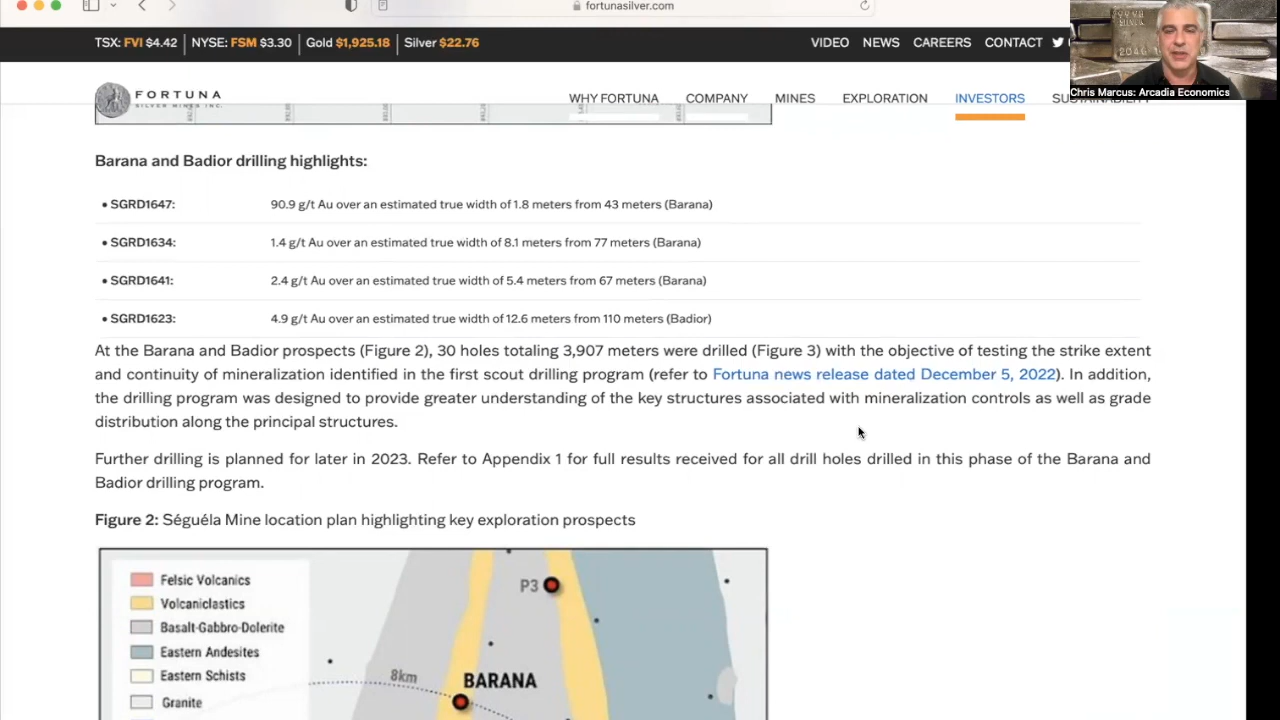 fortunasilver.com
TSX: FVI $4.42 NYSE: FSM $3.30 Gold $1,925.18 Silver $22.76
VIDEO NEWS CAREERS CONTACT
FORTUNA
SILVER MINES INC.
WHY FORTUNA COMPANY MINES EXPLORATION INVESTORS SUSTAINABILITY
Chris Marcus: Arcadia Economics
Barana and Badior drilling highlights:
• SGRD1647: 90.9 g/t Au over an estimated true width of 1.8 meters from 43 meters (Barana)
• SGRD1634: 1.4 g/t Au over an estimated true width of 8.1 meters from 77 meters (Barana)
• SGRD1641: 2.4 g/t Au over an estimated true width of 5.4 meters from 67 meters (Barana)
• SGRD1623: 4.9 g/t Au over an estimated true width of 12.6 meters from 110 meters (Badior)
At the Barana and Badior prospects (Figure 2), 30 holes totaling 3,907 meters were drilled (Figure 3) with the objective of testing the strike extent
and continuity of mineralization identified in the first scout drilling program (refer to Fortuna news release dated December 5, 2022). In addition,
the drilling program was designed to provide greater understanding of the key structures associated with mineralization controls as well as grade
distribution along the principal structures.
Further drilling is planned for later in 2023. Refer to Appendix 1 for full results received for all drill holes drilled in this phase of the Barana and
Badior drilling program.
Figure 2: Séguéla Mine location plan highlighting key exploration prospects
Felsic Volcanics
Volcaniclastics
Basalt-Gabbro-Dolerite
Eastern Andesites
Eastern Schists
Granite
P3
8km
BARANA